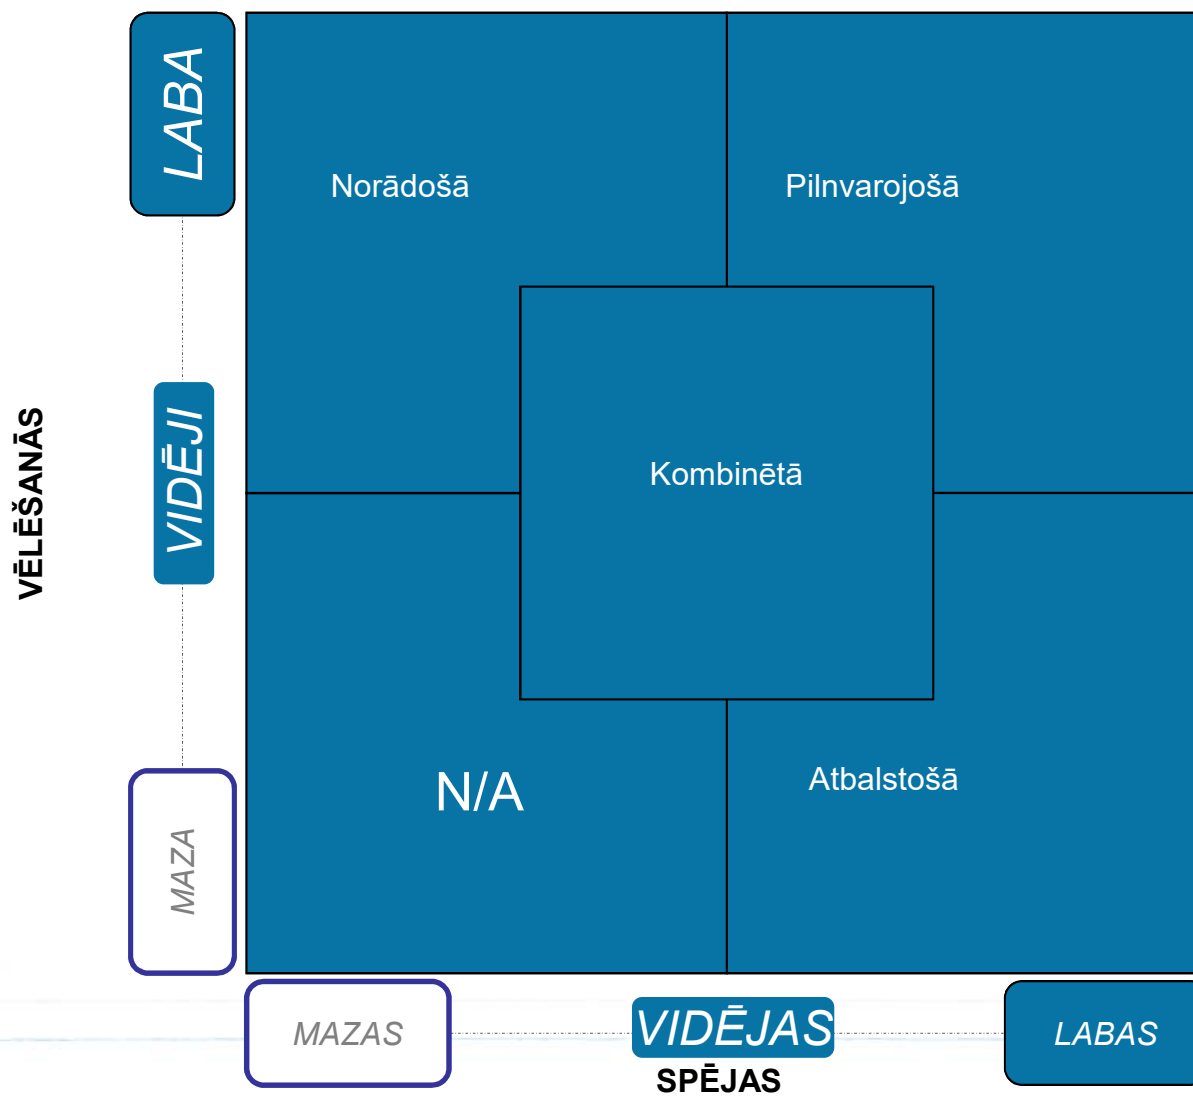 LABA
Norādošā
Pilnvarojošā
VĒLĒŠANĀS
VIDĒJI
Kombinētā
MAZA
N/A
Atbalstošā
MAZAS
VIDĒJAS
LABAS
SPĒJAS